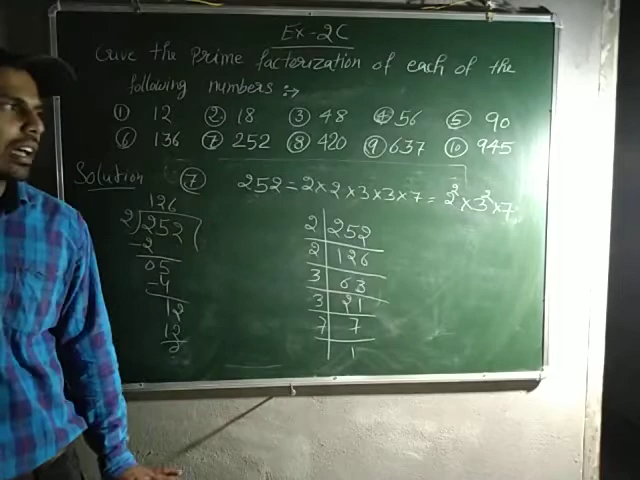 Ex-2C
Give the Prime factorization of each of the
following numbers :→
① 12 ② 18 ③ 48 ④ 56 ⑤ 90
⑥ 136 ⑦ 252 ⑧ 420 ⑨ 637 ⑩ 945
Solution ⑦ 252 = 2×2×3×3×7 = 2²×3²×7
126
2)252(
-2
05
-4
12
12
2 | 252
2 | 126
3 | 63
3 | 21
7 | 7
| 1